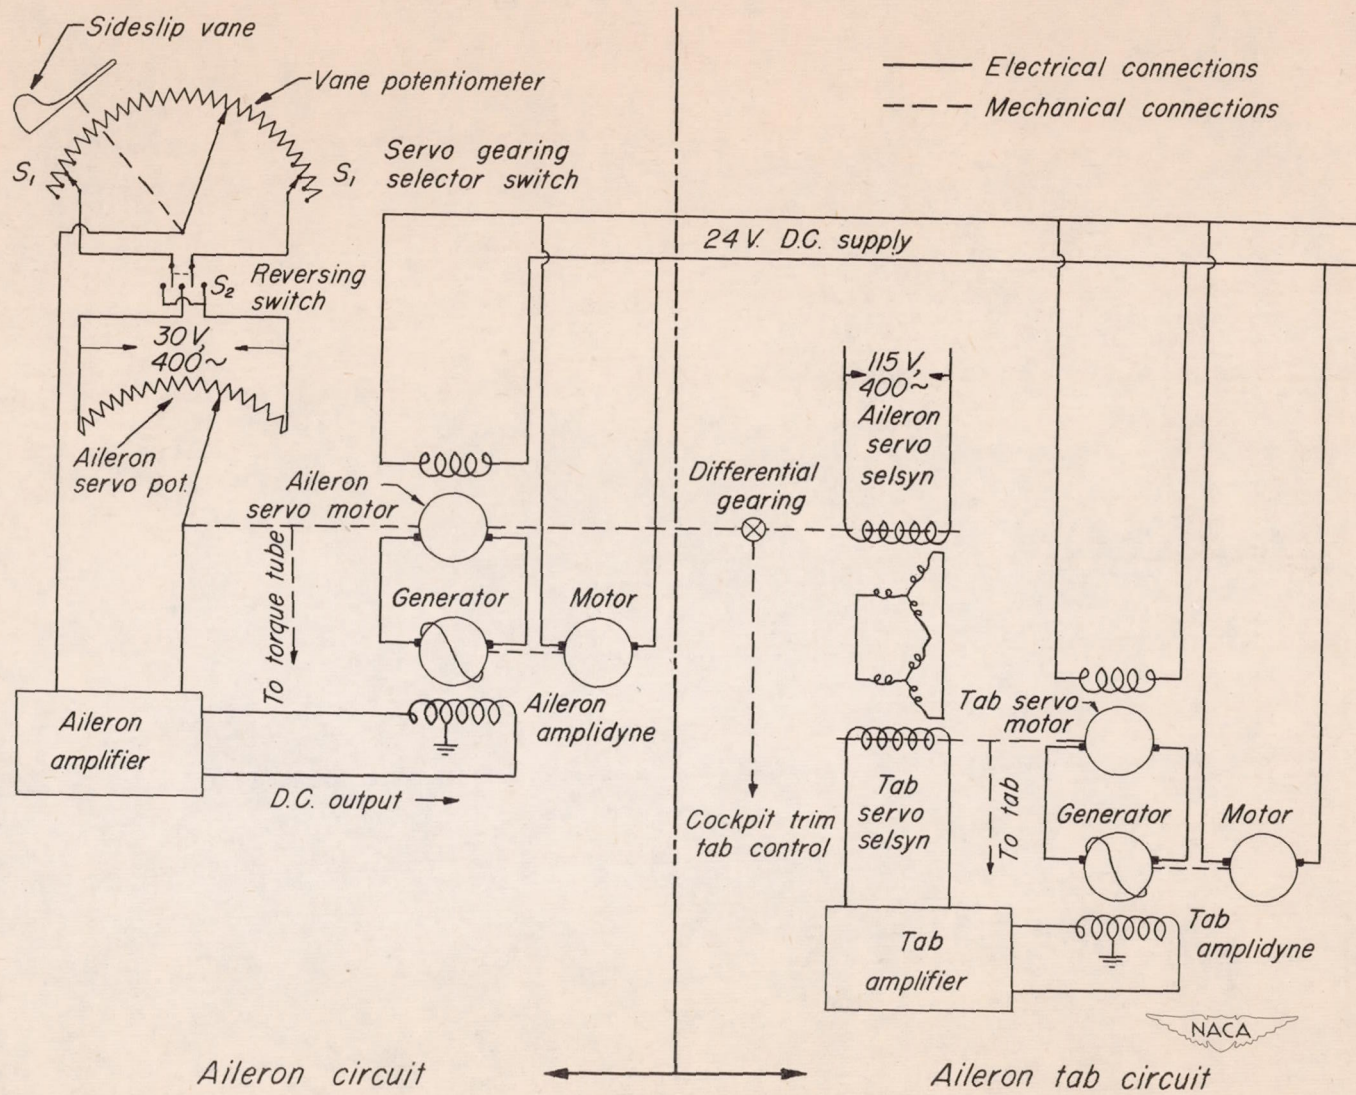 Sideslip vane
Vane potentiometer
Electrical connections
Mechanical connections
S1
S1
Servo gearing
selector switch
24 V. D.C. supply
S2
Reversing
switch
30 V,
400~
115 V,
400~
Aileron
servo
selsyn
Aileron
servo pot.
Aileron
servo motor
Differential
gearing
To torque tube
Generator
Motor
Aileron
amplidyne
Aileron
amplifier
D.C. output
Cockpit trim
tab control
Tab servo
motor
Tab
servo
selsyn
To tab
Generator
Motor
Tab
amplifier
Tab
amplidyne
NACA
Aileron circuit
Aileron tab circuit